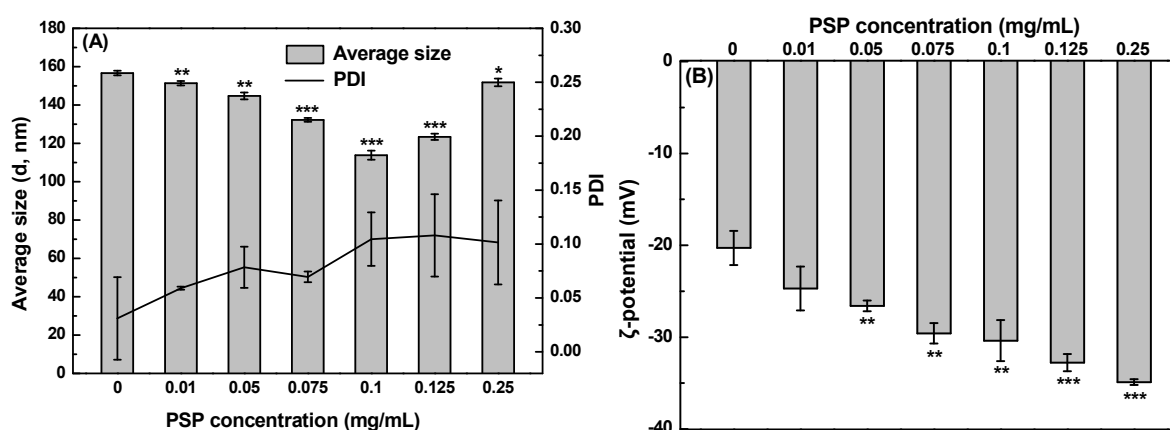 (A)
Average size
PDI
180
160
140
120
100
80
60
40
20
0
Average size (d, nm)
** ** *** *** *** *
0.30
0.25
0.20
0.15
0.10
0.05
0.00
PDI
0 0.01 0.05 0.075 0.1 0.125 0.25
PSP concentration (mg/mL)
PSP concentration (mg/mL)
0 0.01 0.05 0.075 0.1 0.125 0.25
(B)
0
-10
-20
-30
-40
ζ-potential (mV)
** ** ** *** ***